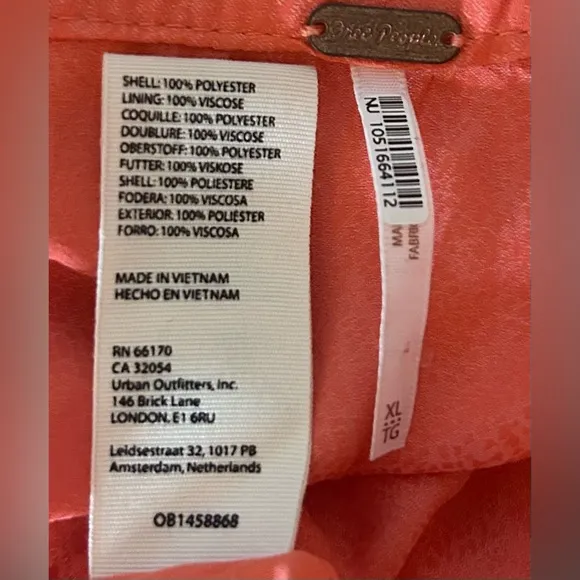 Free People
SHELL: 100% POLYESTER
LINING: 100% VISCOSE
COQUILLE: 100% POLYESTER
DOUBLURE: 100% VISCOSE
OBERSTOFF: 100% POLYESTER
FUTTER: 100% VISKOSE
SHELL: 100% POLIESTERE
FODERA: 100% VISCOSA
EXTERIOR: 100% POLIESTER
FORRO: 100% VISCOSA
MADE IN VIETNAM
HECHO EN VIETNAM
RN 66170
CA 32054
Urban Outfitters, Inc.
146 Brick Lane
LONDON, E1 6RU
Leidsestraat 32, 1017 PB
Amsterdam, Netherlands
OB1458868
NJ 1051664112
XL
TG